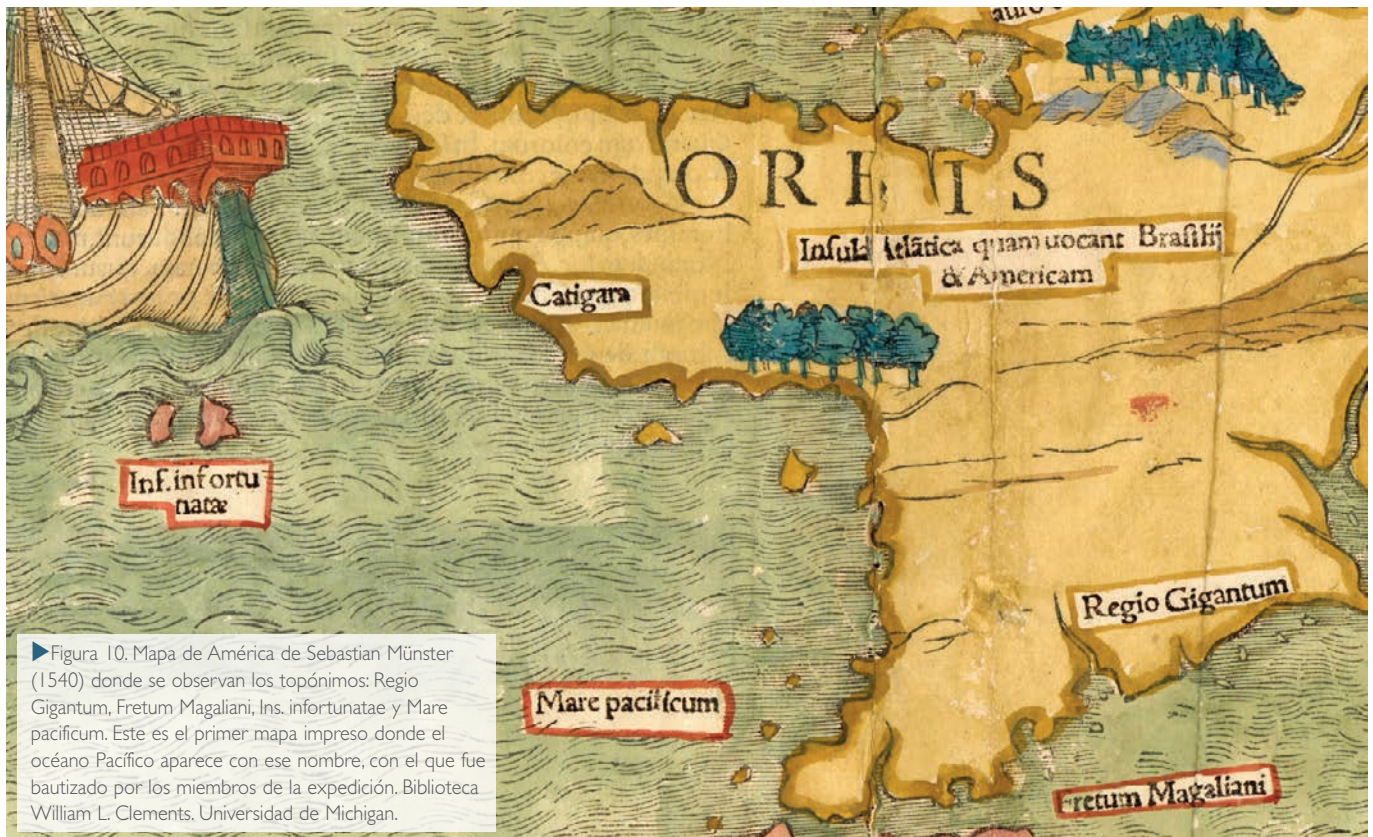 ORBIS
Insula Atlãtica quam uocant Brasilij
& Americam
Catigara
Inf. infortu
natæ
Regio Gigantum
Mare pacificum
Fretum Magaliani
▶Figura 10. Mapa de América de Sebastian Münster
(1540) donde se observan los topónimos: Regio
Gigantum, Fretum Magaliani, Ins. infortunatae y Mare
pacificum. Este es el primer mapa impreso donde el
océano Pacífico aparece con ese nombre, con el que fue
bautizado por los miembros de la expedición. Biblioteca
William L. Clements. Universidad de Michigan.